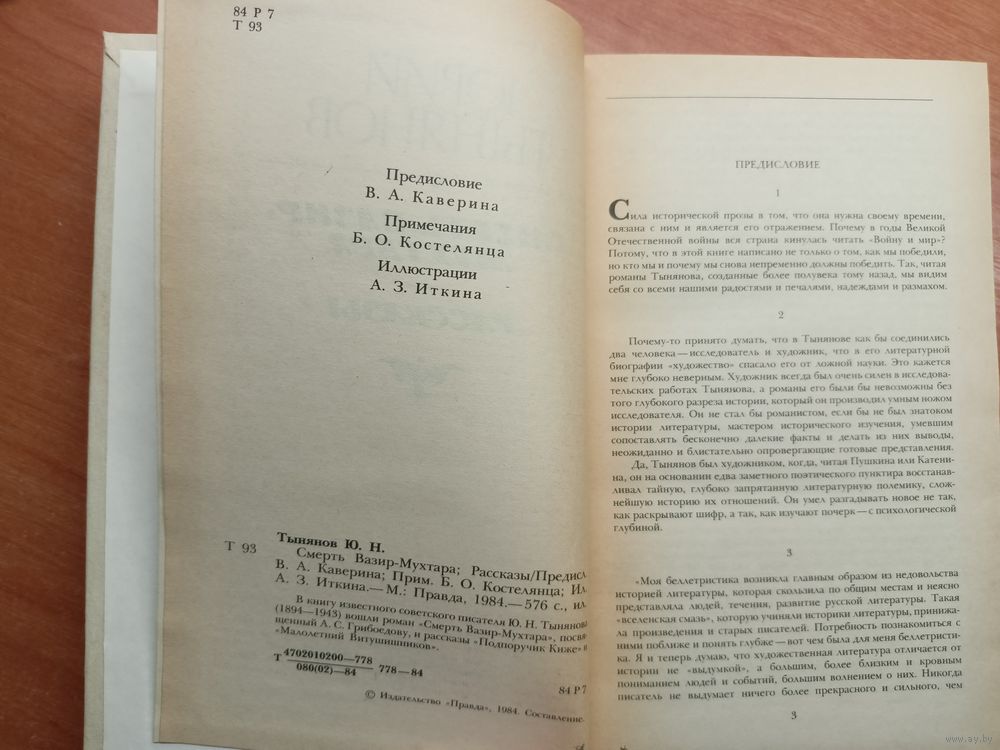 84 Р 7
Т 93
Предисловие
В. А. Каверина
Примечания
Б. О. Костелянца
Иллюстрации
А. З. Иткина
Тынянов Ю. Н.
Т 93
Смерть Вазир-Мухтара; Рассказы/Предисл.
В. А. Каверина; Прим. Б. О. Костелянца; Ил.
А. З. Иткина.— М.: Правда, 1984.— 576 с., ил.
В книгу известного советского писателя Ю. Н. Тынянова
(1894—1943) вошли роман «Смерть Вазир-Мухтара», посвя-
щенный А. С. Грибоедову, и рассказы «Подпоручик Киже» и
«Малолетний Витушишников».
Т 4702010200—778
080(02)—84 778—84
84 Р7
© Издательство «Правда», 1984. Составление.
ПРЕДИСЛОВИЕ
1
Сила исторической прозы в том, что она нужна своему времени,
связана с ним и является его отражением. Почему в годы Великой
Отечественной войны вся страна кинулась читать «Войну и мир»?
Потому, что в этой книге написано не только о том, как мы победили,
но кто мы и почему мы снова непременно должны победить. Так, читая
романы Тынянова, созданные более полувека тому назад, мы видим
себя со всеми нашими радостями и печалями, надеждами и размахом.
2
Почему-то принято думать, что в Тынянове как бы соединились
два человека — исследователь и художник, что в его литературной
биографии «художество» спасало его от ложной науки. Это кажется
мне глубоко неверным. Художник всегда был очень силен в исследова-
тельских работах Тынянова, а романы его были бы невозможны без
того глубокого разреза истории, который он производил умным ножом
исследователя. Он не стал бы романистом, если бы не был знатоком
истории литературы, мастером исторического изучения, умевшим
сопоставлять бесконечно далекие факты и делать из них выводы,
неожиданно и блистательно опровергающие готовые представления.
Да, Тынянов был художником, когда, читая Пушкина или Катени-
на, он на основании едва заметного поэтического пунктира восстанав-
ливал тайную, глубоко запрятанную литературную полемику, слож-
нейшую историю их отношений. Он умел разгадывать новое не так,
как раскрывают шифр, а так, как изучают почерк — с психологической
глубиной.
3
«Моя беллетристика возникла главным образом из недовольства
историей литературы, которая скользила по общим местам и неясно
представляла людей, течения, развитие русской литературы. Такая
«вселенская смазь», которую учиняли историки литературы, принижа-
ла произведения и старых писателей. Потребность познакомиться с
ними поближе и понять глубже — вот чем была для меня беллетристи-
ка. Я и теперь думаю, что художественная литература отличается от
истории не «выдумкой», а большим, более близким и кровным
пониманием людей и событий, большим волнением о них. Никогда
писатель не выдумает ничего более прекрасного и сильного, чем
3
www.ay.by